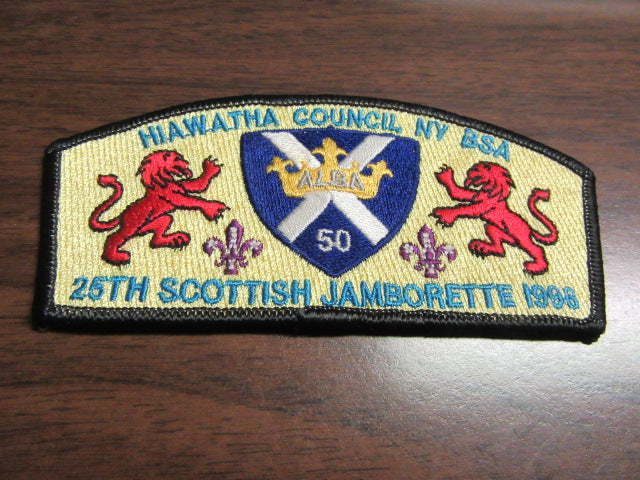 HIAWATHA COUNCIL NY BSA
ALBA
50
25TH SCOTTISH JAMBORETTE 1996